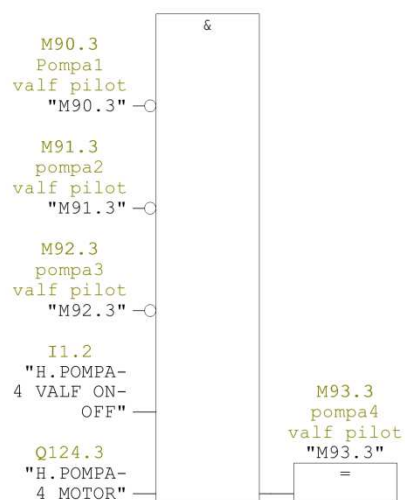 &
M90.3
Pompa1
valf pilot
"M90.3"
M91.3
pompa2
valf pilot
"M91.3"
M92.3
pompa3
valf pilot
"M92.3"
I1.2
"H.POMPA-
4 VALF ON-
OFF"
Q124.3
"H.POMPA-
4 MOTOR"
M93.3
pompa4
valf pilot
"M93.3"
=